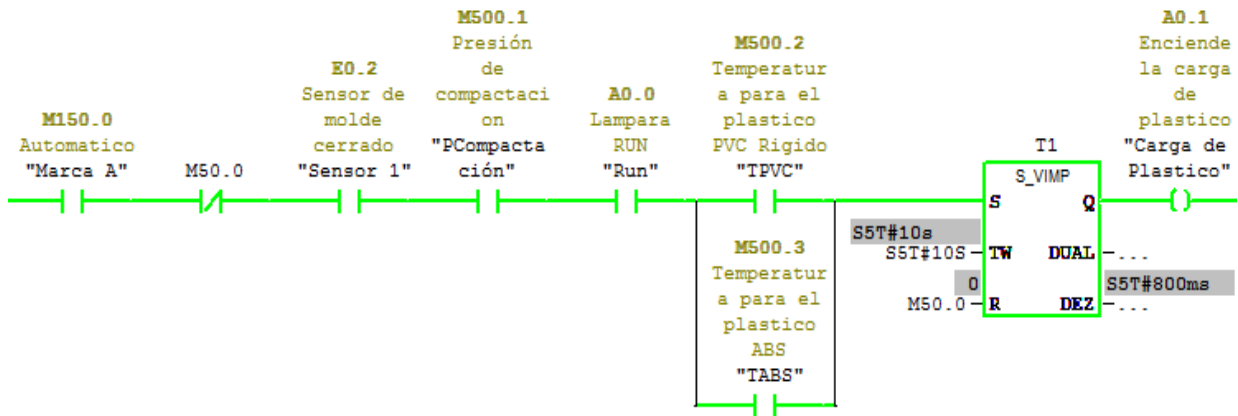 M150.0
Automatico
"Marca A"
M50.0
E0.2
Sensor de
molde
cerrado
"Sensor 1"
M500.1
Presión
de
compactaci
on
"PCompacta
ción"
A0.0
Lampara
RUN
"Run"
M500.2
Temperatur
a para el
plastico
PVC Rigido
"TPVC"
M500.3
Temperatur
a para el
plastico
ABS
"TABS"
T1
S_VIMP
S Q
S5T#10s
S5T#10S TW DUAL ...
0 S5T#800ms
M50.0 R DEZ ...
A0.1
Enciende
la carga
de
plastico
"Carga de
Plastico"